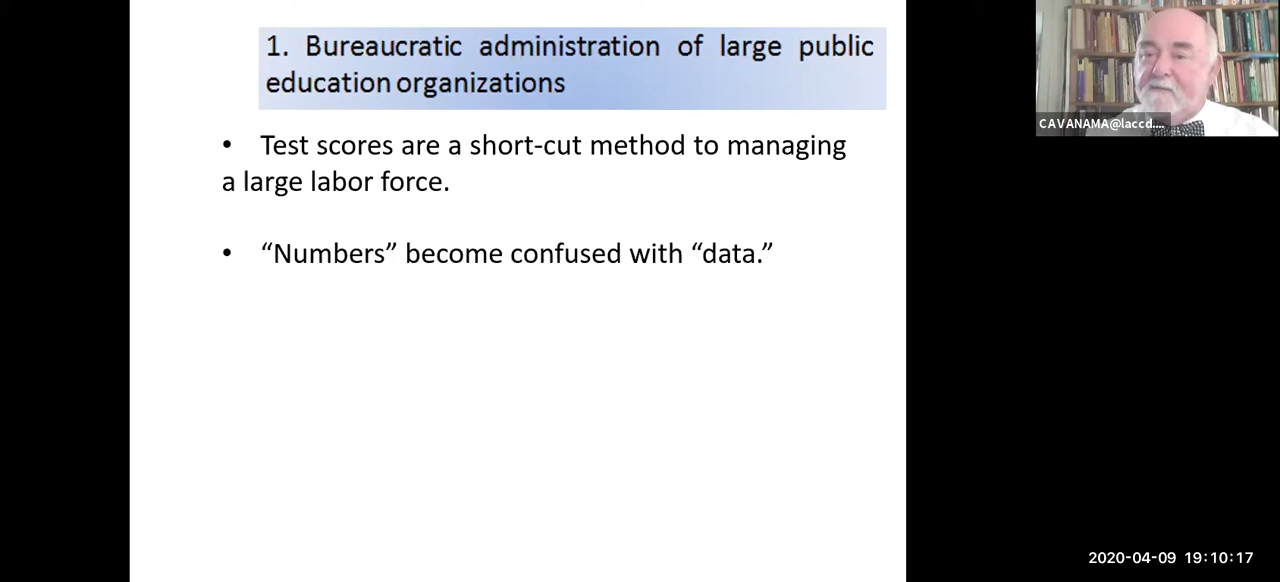 1. Bureaucratic administration of large public
education organizations
• Test scores are a short-cut method to managing
a large labor force.
• “Numbers” become confused with “data.”
CAVANAMA@laccd....
2020-04-09 19:10:17